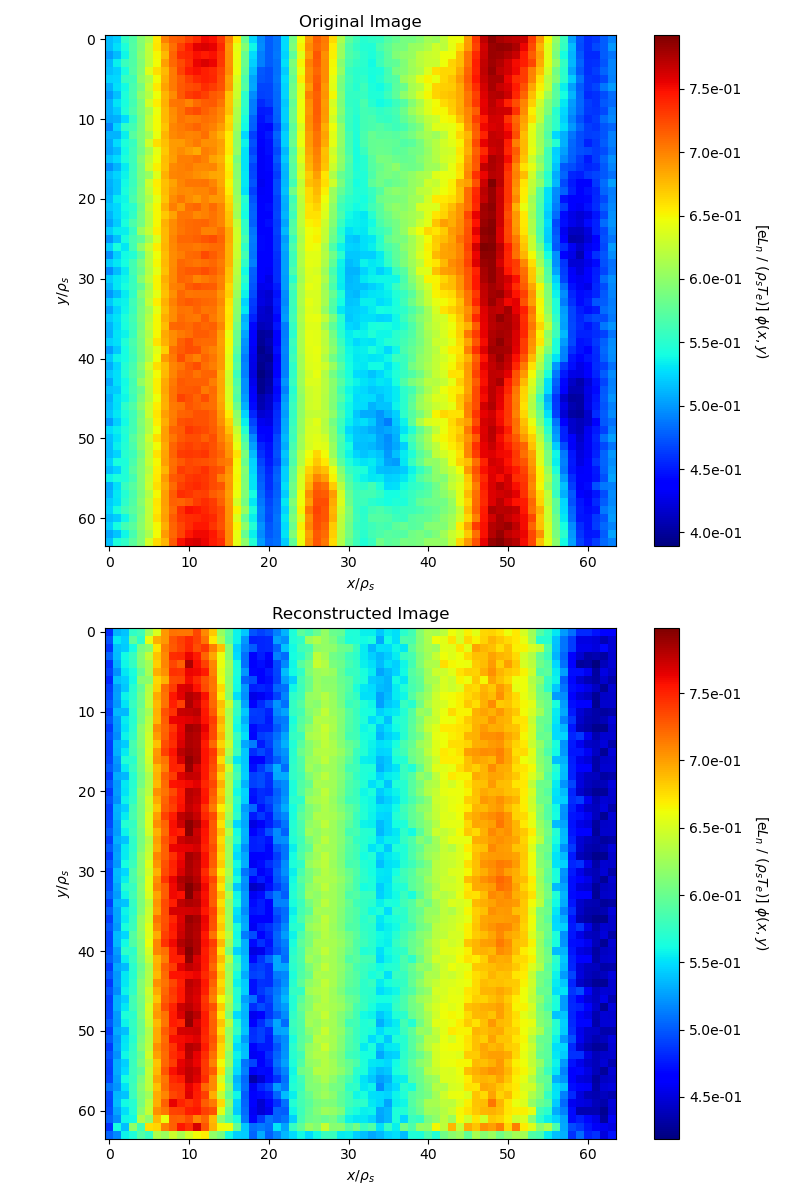 Original Image
0
10
20
30
40
50
60
y/ρₛ
0 10 20 30 40 50 60
x/ρₛ
7.5e-01
7.0e-01
6.5e-01
6.0e-01
5.5e-01
5.0e-01
4.5e-01
4.0e-01
[eLₙ / (ρₛTₑ)] ϕ(x, y)
Reconstructed Image
0
10
20
30
40
50
60
y/ρₛ
0 10 20 30 40 50 60
x/ρₛ
7.5e-01
7.0e-01
6.5e-01
6.0e-01
5.5e-01
5.0e-01
4.5e-01
[eLₙ / (ρₛTₑ)] ϕ(x, y)